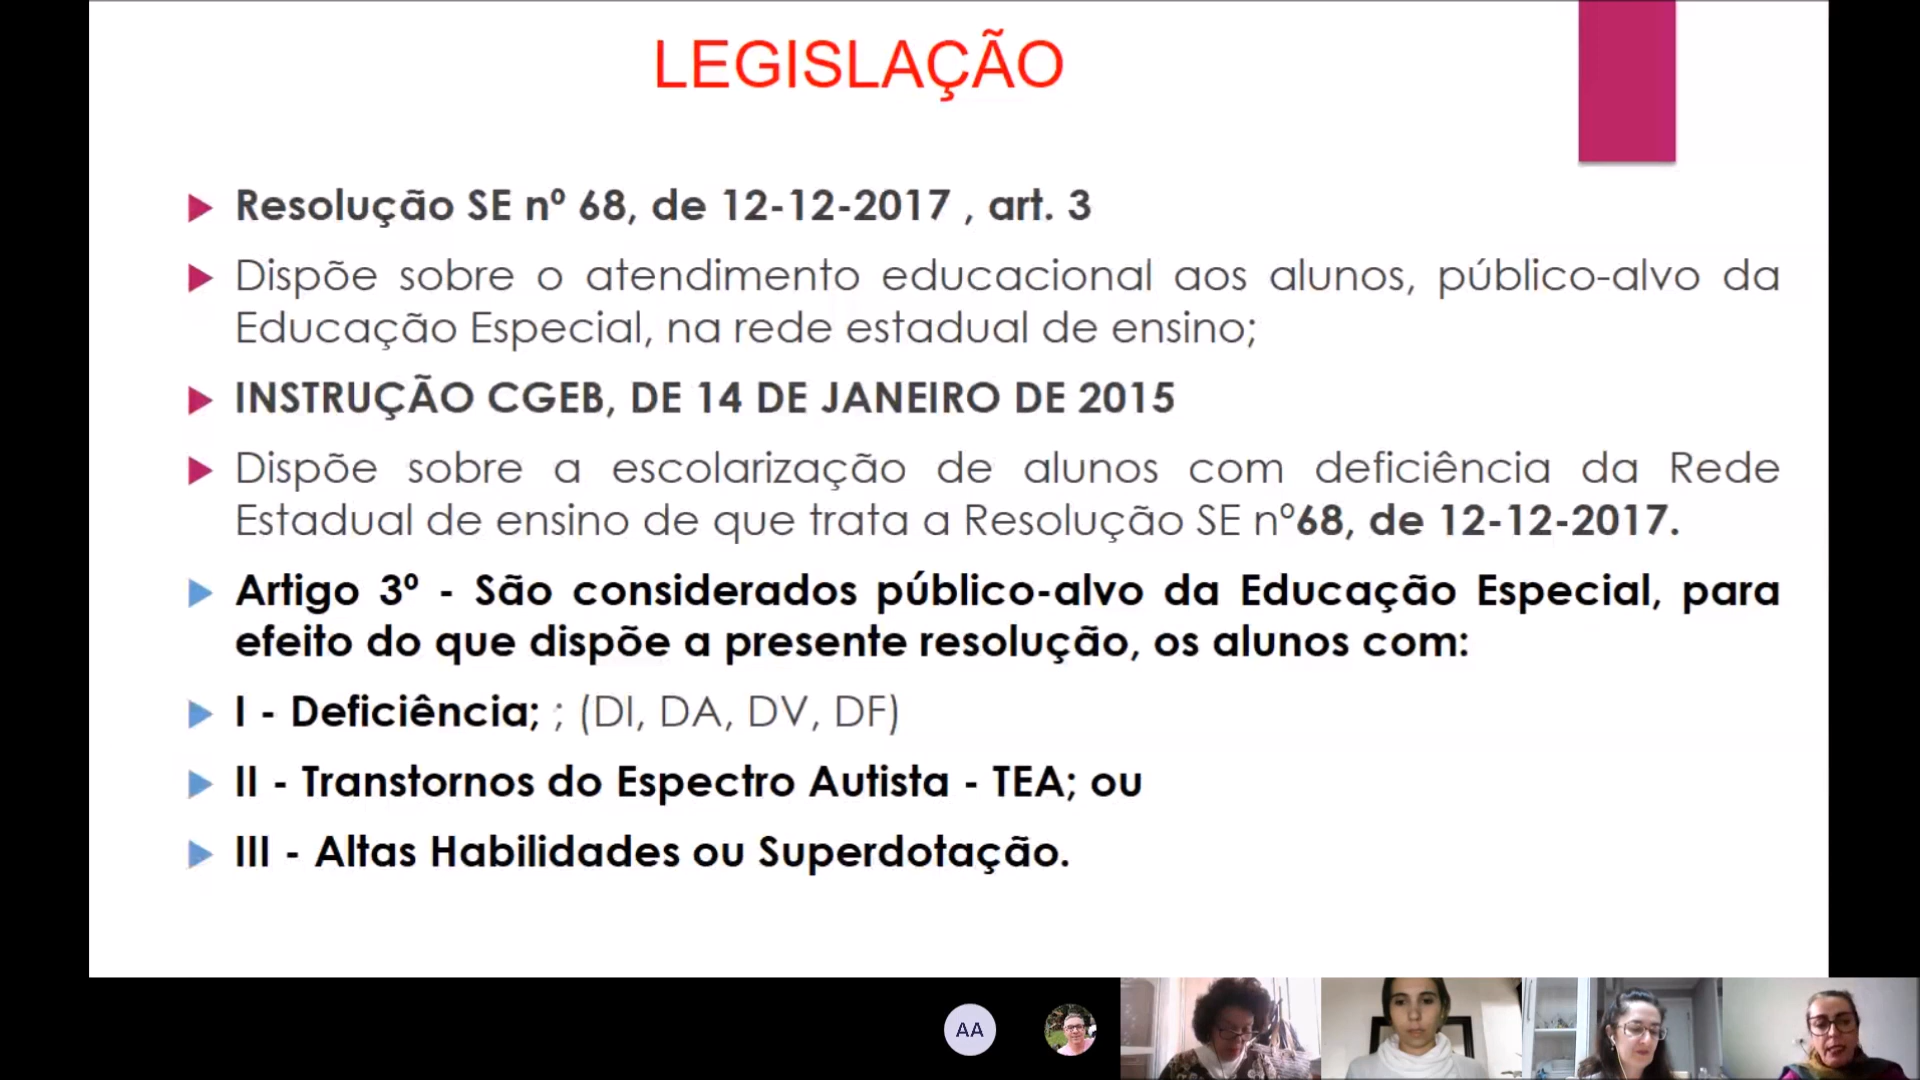 LEGISLAÇÃO
Resolução SE nº 68, de 12-12-2017 , art. 3
Dispõe sobre o atendimento educacional aos alunos, público-alvo da
Educação Especial, na rede estadual de ensino;
INSTRUÇÃO CGEB, DE 14 DE JANEIRO DE 2015
Dispõe sobre a escolarização de alunos com deficiência da Rede
Estadual de ensino de que trata a Resolução SE nº68, de 12-12-2017.
Artigo 3º - São considerados público-alvo da Educação Especial, para
efeito do que dispõe a presente resolução, os alunos com:
I - Deficiência; ; (DI, DA, DV, DF)
II - Transtornos do Espectro Autista - TEA; ou
III - Altas Habilidades ou Superdotação.
AA